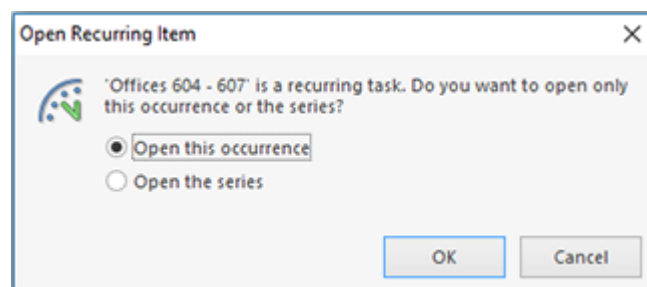 Open Recurring Item
'Offices 604 - 607' is a recurring task. Do you want to open only
this occurrence or the series?
Open this occurrence
Open the series
OK Cancel